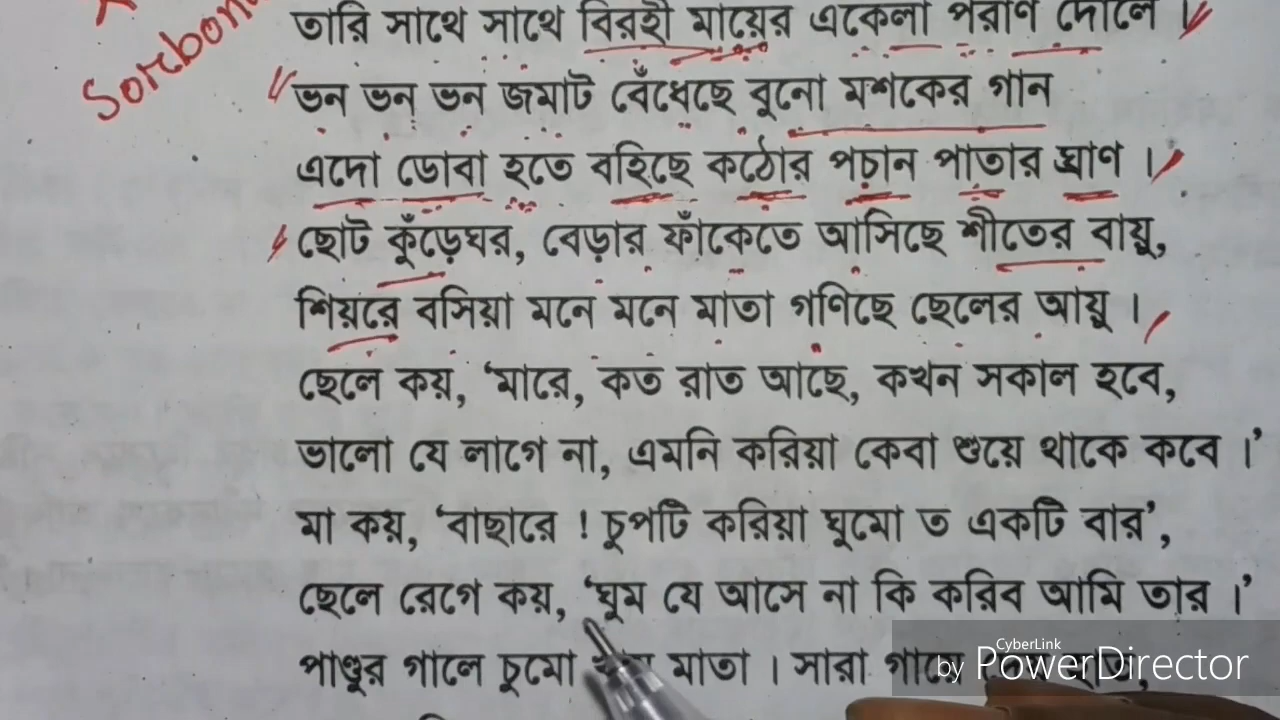 তারি সাথে সাথে বিরহী মায়ের একেলা পরাণ দোলে ।
Sorebon
ভন ভন্ ভন জমাট বেঁধেছে বুনো মশকের গান
এদো ডোবা হতে বহিছে কঠোর পচান পাতার ঘ্রাণ ।
ছোট কুঁড়েঘর, বেড়ার ফাঁকেতে আসিছে শীতের বায়ু,
শিয়রে বসিয়া মনে মনে মাতা গণিছে ছেলের আয়ু ।
ছেলে কয়, ‘মারে, কত রাত আছে, কখন সকাল হবে,
ভালো যে লাগে না, এমনি করিয়া কেবা শুয়ে থাকে কবে ।’
মা কয়, ‘বাছারে ! চুপটি করিয়া ঘুমো ত একটি বার’,
ছেলে রেগে কয়, ‘ঘুম যে আসে না কি করিব আমি তার ।’
পাণ্ডুর গালে চুমো মাতা । সারা গায়ে
CyberLink
by PowerDirector